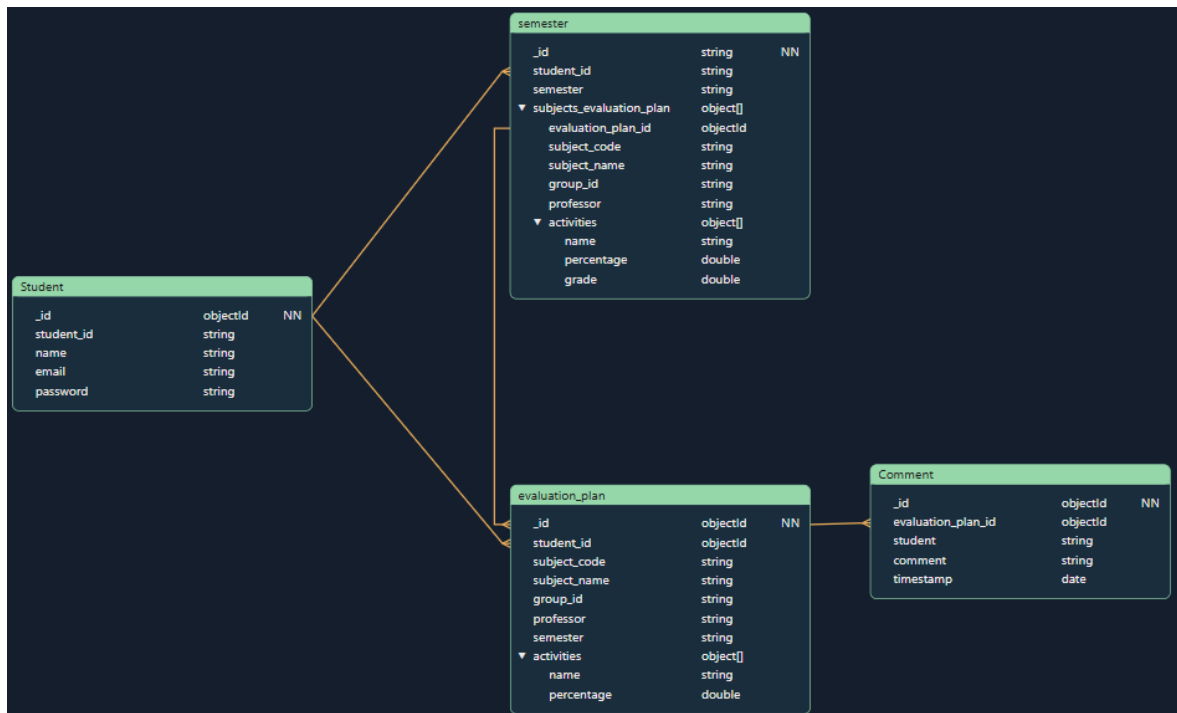 semester
_id string NN
student_id string
semester string
▼ subjects_evaluation_plan object[]
evaluation_plan_id objectId
subject_code string
subject_name string
group_id string
professor string
▼ activities object[]
name string
percentage double
grade double
Student
_id objectId NN
student_id string
name string
email string
password string
evaluation_plan
_id objectId NN
student_id objectId
subject_code string
subject_name string
group_id string
professor string
semester string
▼ activities object[]
name string
percentage double
Comment
_id objectId NN
evaluation_plan_id objectId
student string
comment string
timestamp date